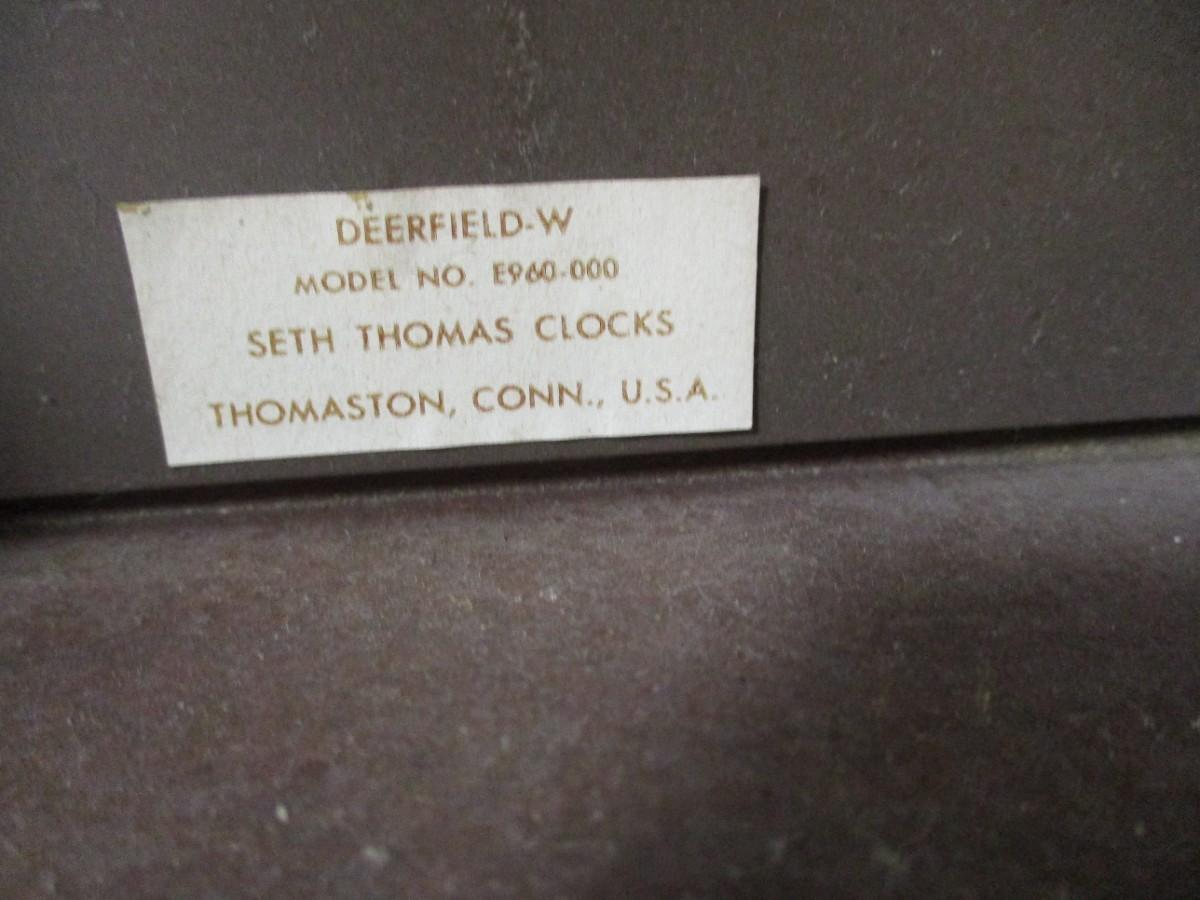 DEERFIELD-W
MODEL NO. E960-000
SETH THOMAS CLOCKS
THOMASTON, CONN., U.S.A.